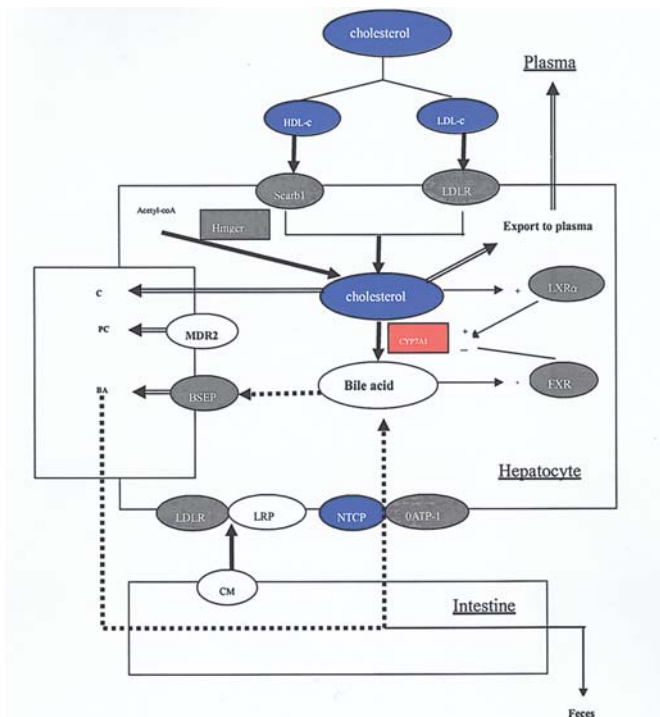 cholesterol
Plasma
HDL-c
LDL-c
Scarb1
LDLR
Acetyl-coA
Hmgcr
Export to plasma
C
cholesterol
+
LXRα
PC
MDR2
CYP7A1
+
–
BA
BSEP
Bile acid
FXR
Hepatocyte
LDLR
LRP
NTCP
0ATP-1
CM
Intestine
Feces